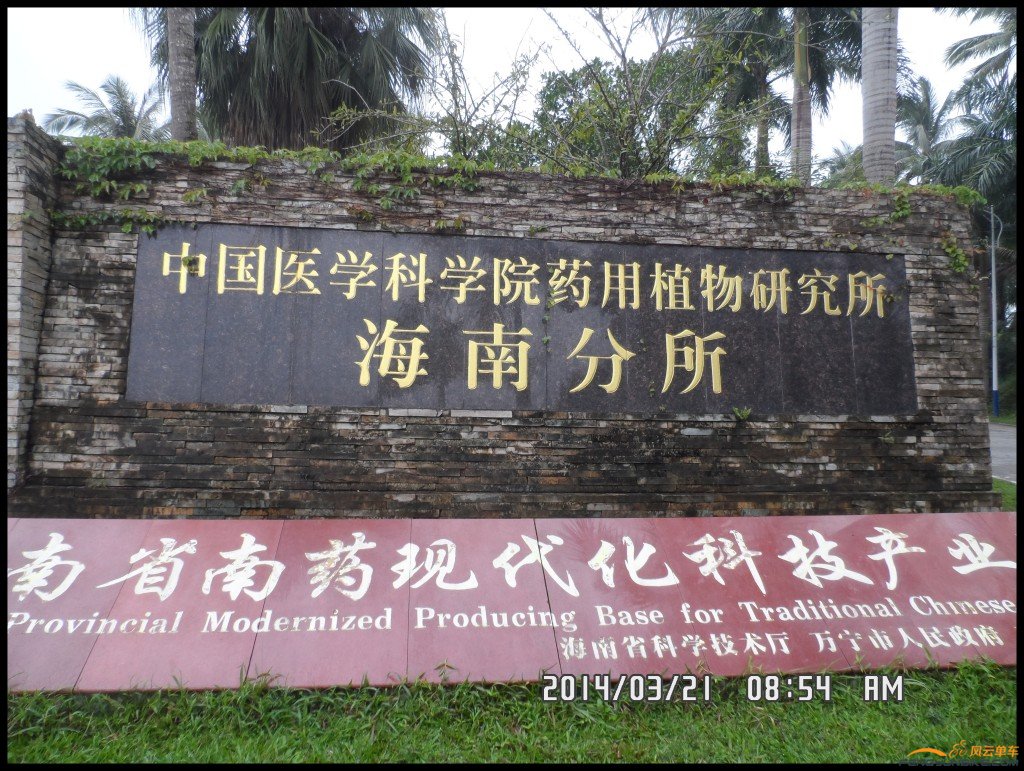 中国医学科学院药用植物研究所
海南分所
南省南药现代化科技产业
Provincial Modernized Producing Base for Traditional Chinese
海南省科学技术厅 万宁市人民政府
2014/03/21 08:54 AM
风云单车